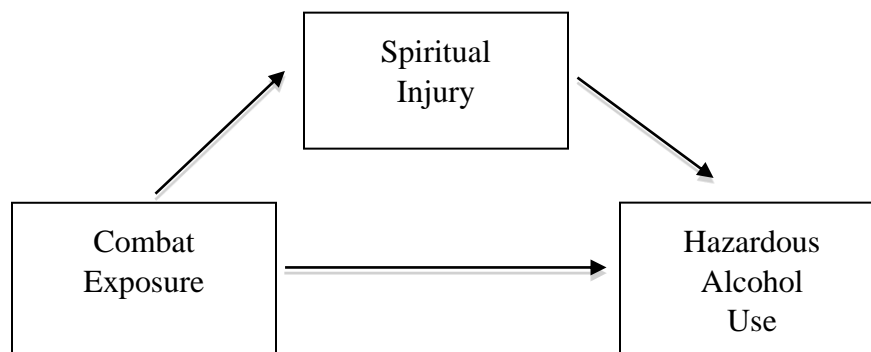 Spiritual
Injury
Combat
Exposure
Hazardous
Alcohol
Use